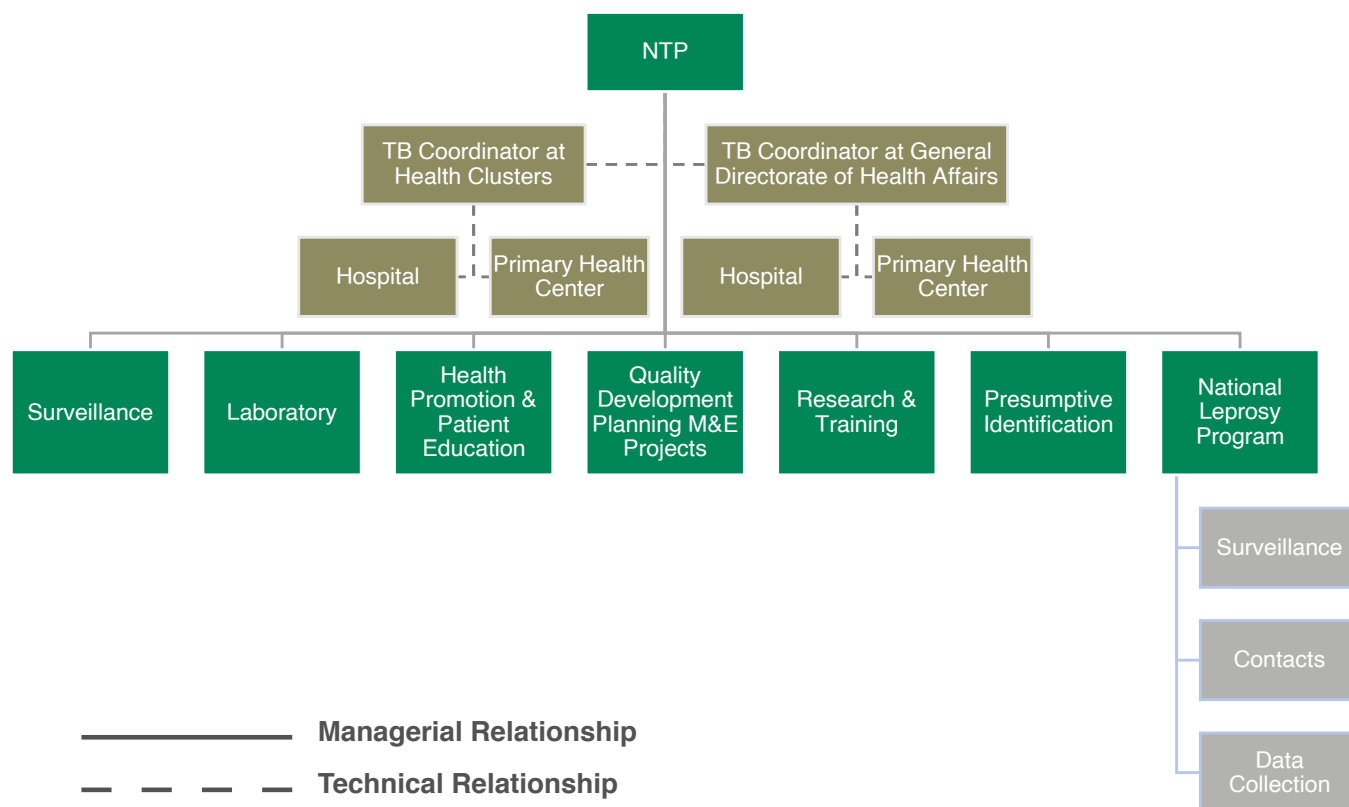 NTP
TB Coordinator at
Health Clusters
TB Coordinator at General
Directorate of Health Affairs
Hospital
Primary Health
Center
Hospital
Primary Health
Center
Surveillance
Laboratory
Health
Promotion &
Patient
Education
Quality
Development
Planning M&E
Projects
Research &
Training
Presumptive
Identification
National
Leprosy
Program
Surveillance
Contacts
Data
Collection
Managerial Relationship
Technical Relationship